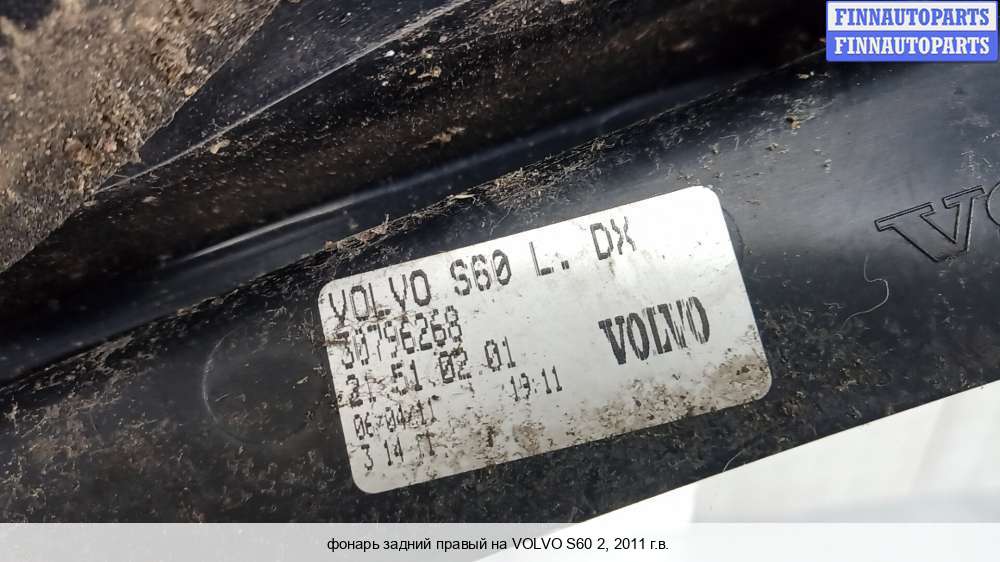 FINNAUTOPARTS
FINNAUTOPARTS
VOLVO S60 L. DX
30796268
21.51.02.01
VOLVO
06/04/11 19:11
3 14
фонарь задний правый на VOLVO S60 2, 2011 г.в.